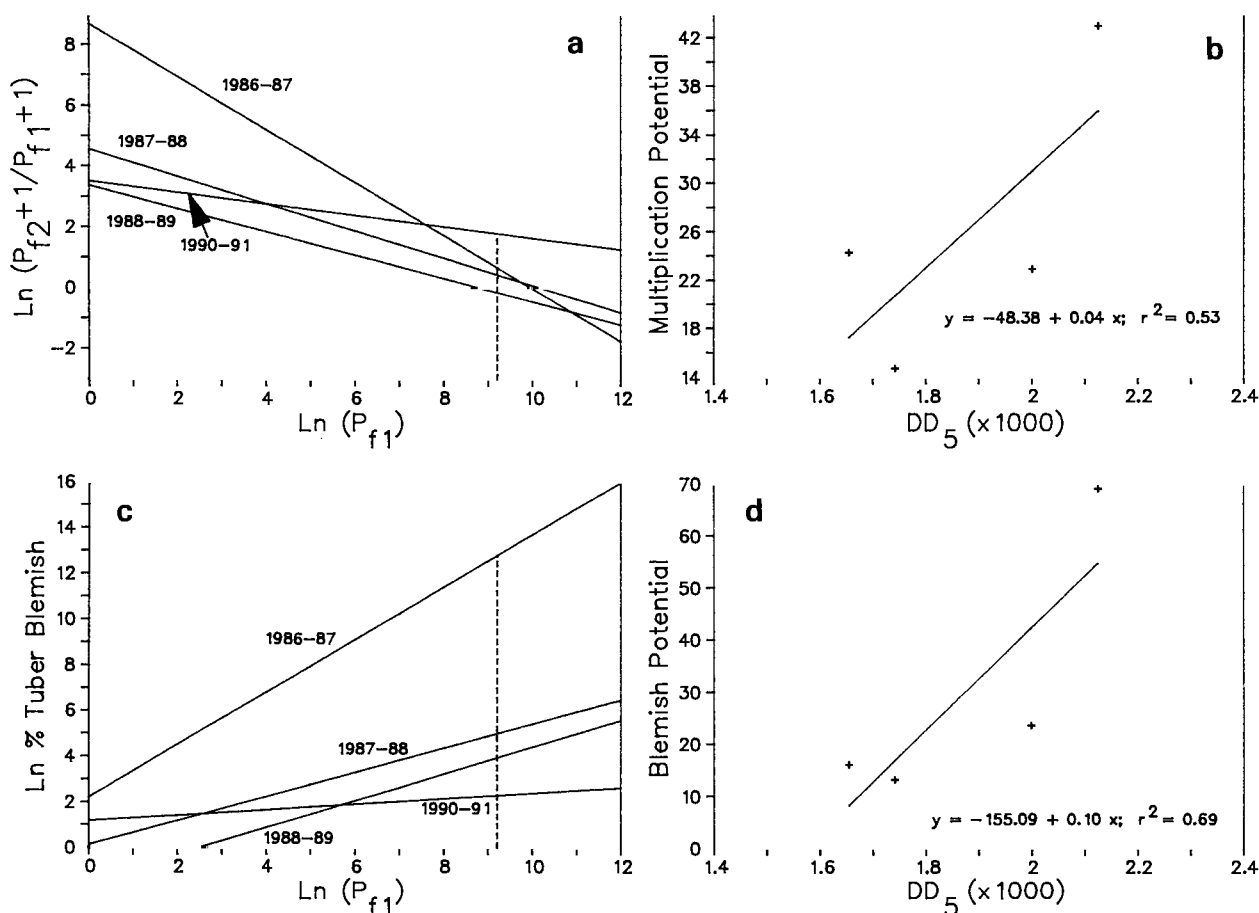 a
8
6
4
2
0
−2
Ln (Pf2+1/Pf1+1)
1986−87
1987−88
1988−89
1990−91
0 2 4 6 8 10 12
Ln (Pf1)
b
42
38
34
30
26
22
18
14
Multiplication Potential
y = −48.38 + 0.04 x; r2 = 0.53
1.4 1.6 1.8 2 2.2 2.4
DD5 (x1000)
c
16
14
12
10
8
6
4
2
0
Ln % Tuber Blemish
1986−87
1987−88
1990−91
1988−89
0 2 4 6 8 10 12
Ln (Pf1)
d
70
60
50
40
30
20
10
0
Blemish Potential
y = −155.09 + 0.10 x; r2 = 0.69
1.4 1.6 1.8 2 2.2 2.4
DD5 (x1000)